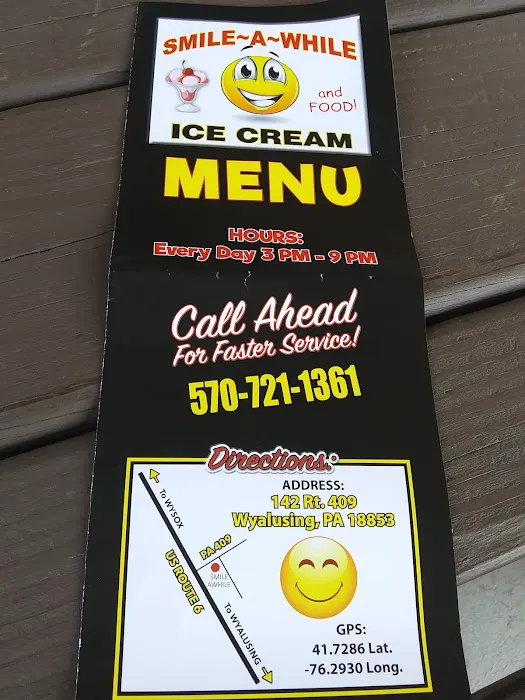 SMILE~A~WHILE
and
FOOD!
ICE CREAM
MENU
HOURS:
Every Day 3 PM - 9 PM
Call Ahead
For Faster Service!
570-721-1361
Directions:
ADDRESS:
142 Rt. 409
Wyalusing, PA 18853
To WYSOX
PA 409
US ROUTE 6
SMILE
AWHILE
To WYALUSING
GPS:
41.7286 Lat.
-76.2930 Long.